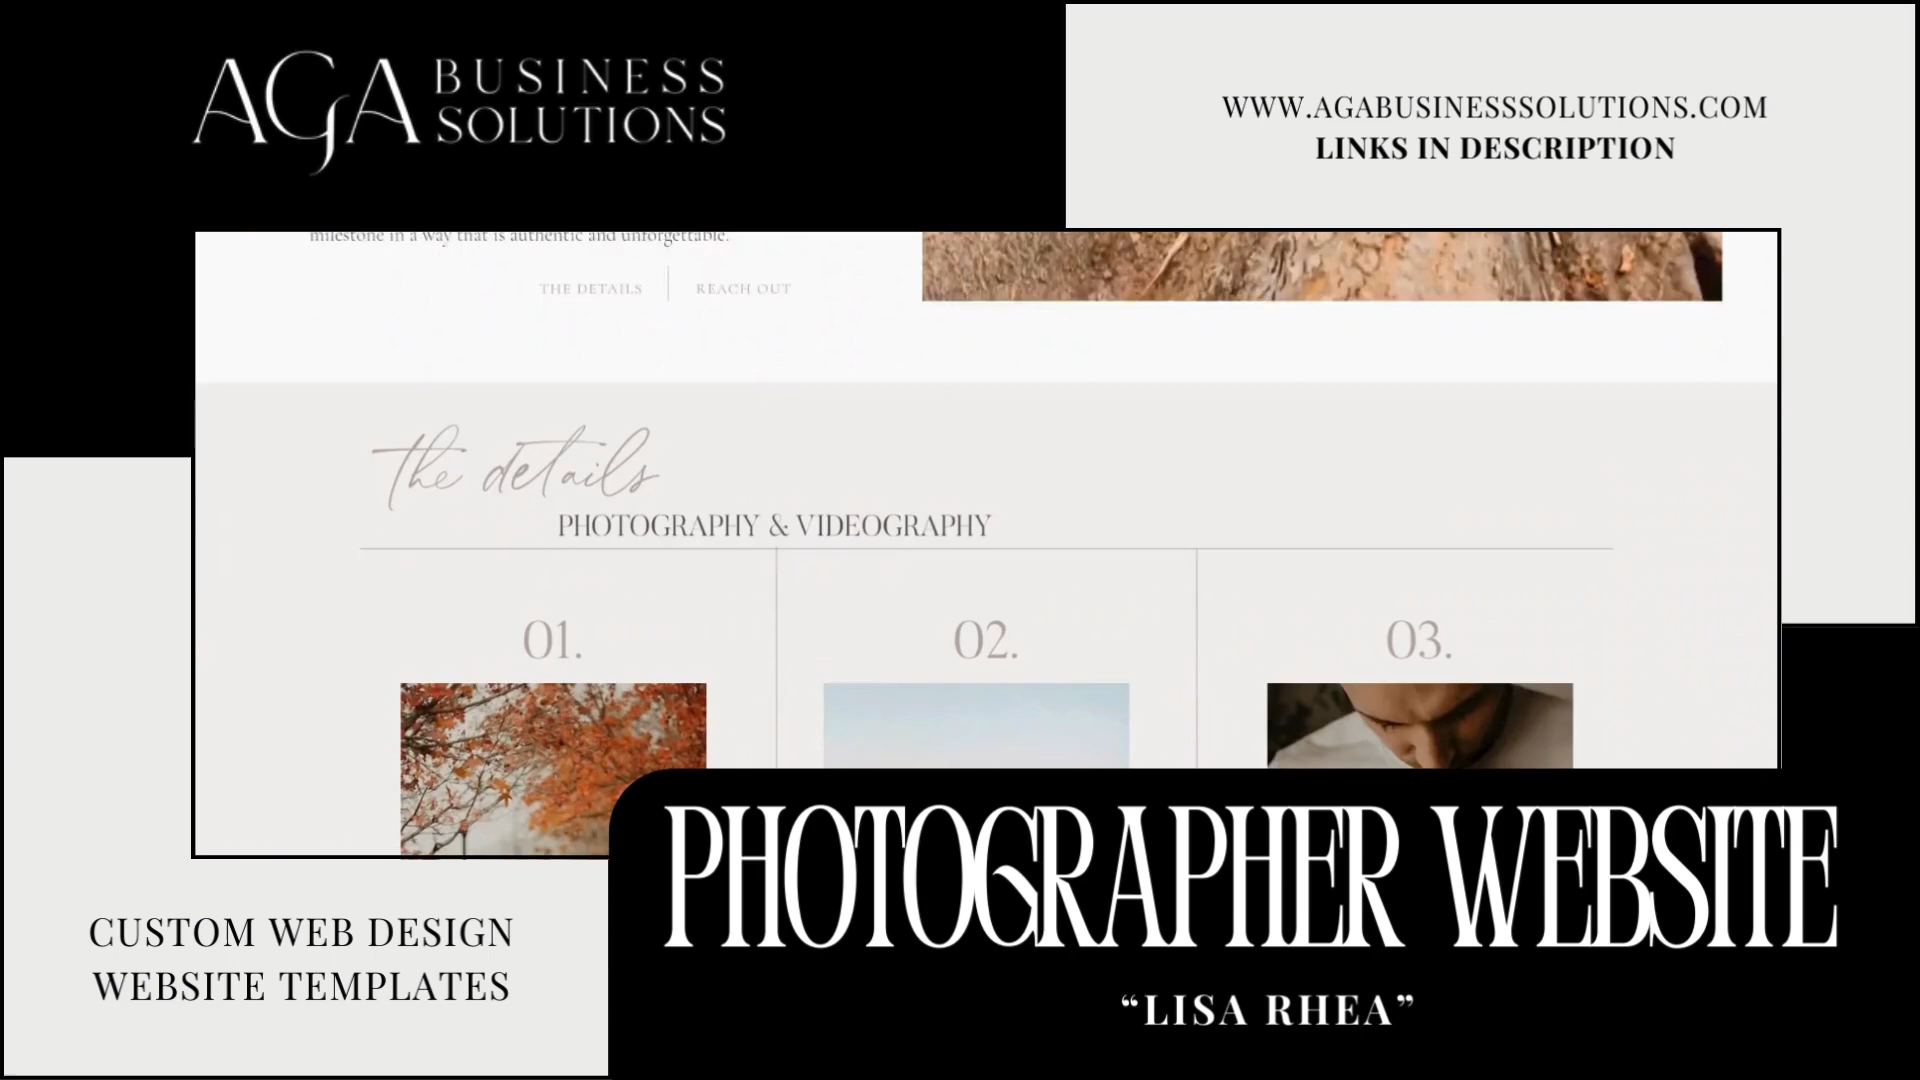 AGA BUSINESS
SOLUTIONS
WWW.AGABUSINESSSOLUTIONS.COM
LINKS IN DESCRIPTION
milestone in a way that is authentic and unforgettable.
THE DETAILS | REACH OUT
the details
PHOTOGRAPHY & VIDEOGRAPHY
01. 02. 03.
PHOTOGRAPHER WEBSITE
“LISA RHEA”
CUSTOM WEB DESIGN
WEBSITE TEMPLATES